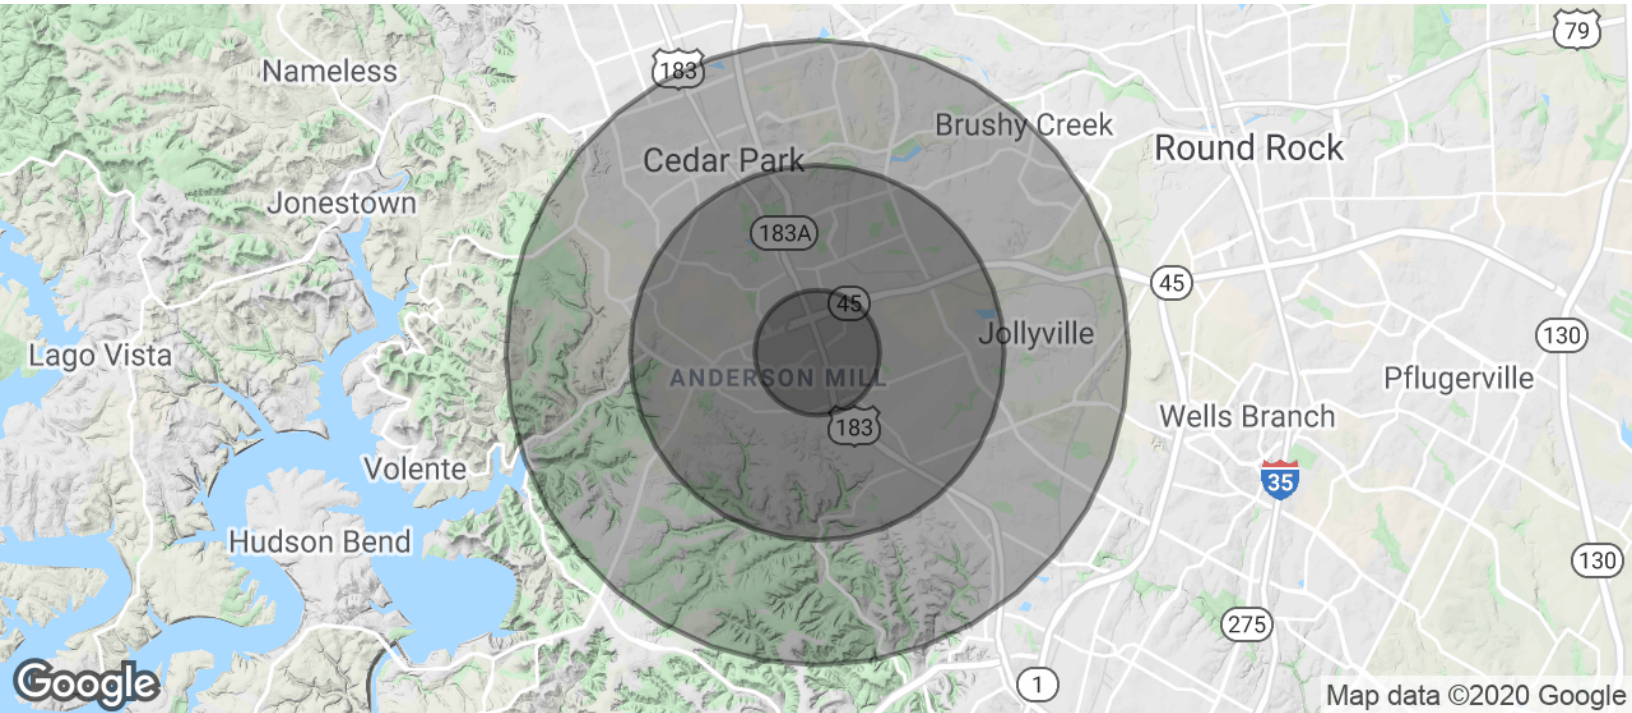 79
183
Nameless
Brushy Creek
Round Rock
Cedar Park
Jonestown
183A
45
45
Jollyville
130
Lago Vista
ANDERSON MILL
Pflugerville
Wells Branch
183
Volente
35
Hudson Bend
130
275
Google
1
Map data ©2020 Google